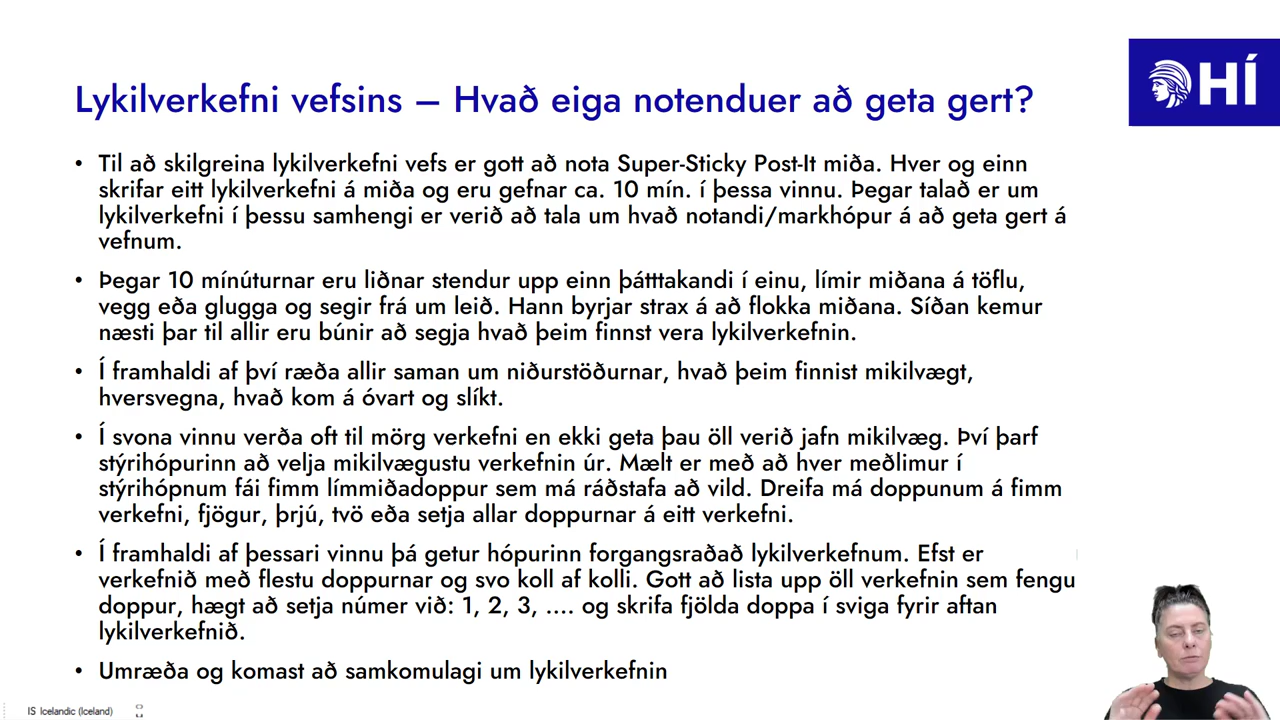 Lykilverkefni vefsins – Hvað eiga notenduer að geta gert?
HÍ
• Til að skilgreina lykilverkefni vefs er gott að nota Super-Sticky Post-It miða. Hver og einn
skrifar eitt lykilverkefni á miða og eru gefnar ca. 10 mín. í þessa vinnu. Þegar talað er um
lykilverkefni í þessu samhengi er verið að tala um hvað notandi/markhópur á að geta gert á
vefnum.
• Þegar 10 mínúturnar eru liðnar stendur upp einn þátttakandi í einu, límir miðana á töflu,
vegg eða glugga og segir frá um leið. Hann byrjar strax á að flokka miðana. Síðan kemur
næsti þar til allir eru búnir að segja hvað þeim finnst vera lykilverkefnin.
• Í framhaldi af því ræða allir saman um niðurstöðurnar, hvað þeim finnist mikilvægt,
hversvegna, hvað kom á óvart og slíkt.
• Í svona vinnu verða oft til mörg verkefni en ekki geta þau öll verið jafn mikilvæg. Því þarf
stýrihópurinn að velja mikilvægustu verkefnin úr. Mælt er með að hver meðlimur í
stýrihópnum fái fimm límmiðadoppur sem má ráðstafa að vild. Dreifa má doppunum á fimm
verkefni, fjögur, þrjú, tvö eða setja allar doppurnar á eitt verkefni.
• Í framhaldi af þessari vinnu þá getur hópurinn forgangsraðað lykilverkefnum. Efst er
verkefnið með flestu doppurnar og svo koll af kolli. Gott að lista upp öll verkefnin sem fengu
doppur, hægt að setja númer við: 1, 2, 3, .... og skrifa fjölda doppa í sviga fyrir aftan
lykilverkefnið.
• Umræða og komast að samkomulagi um lykilverkefnin
IS Icelandic (Iceland)